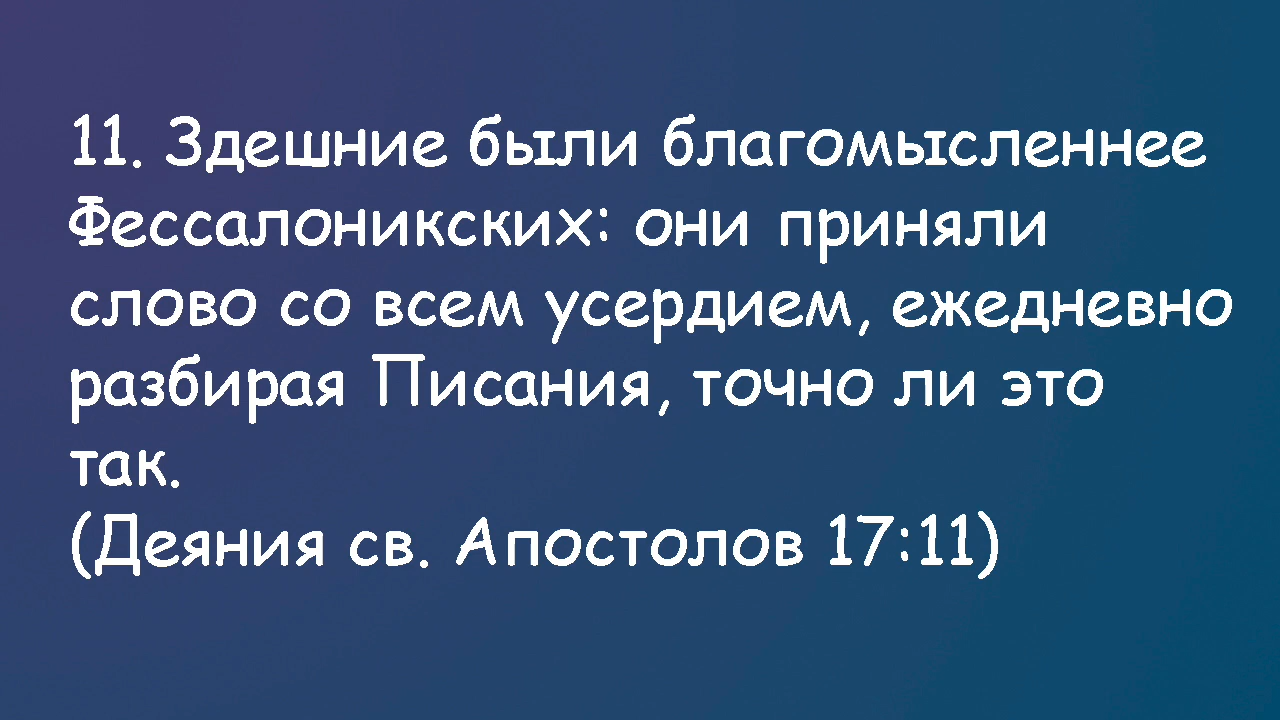 11. Здешние были благомысленнее
Фессалоникских: они приняли
слово со всем усердием, ежедневно
разбирая Писания, точно ли это
так.
(Деяния св. Апостолов 17:11)